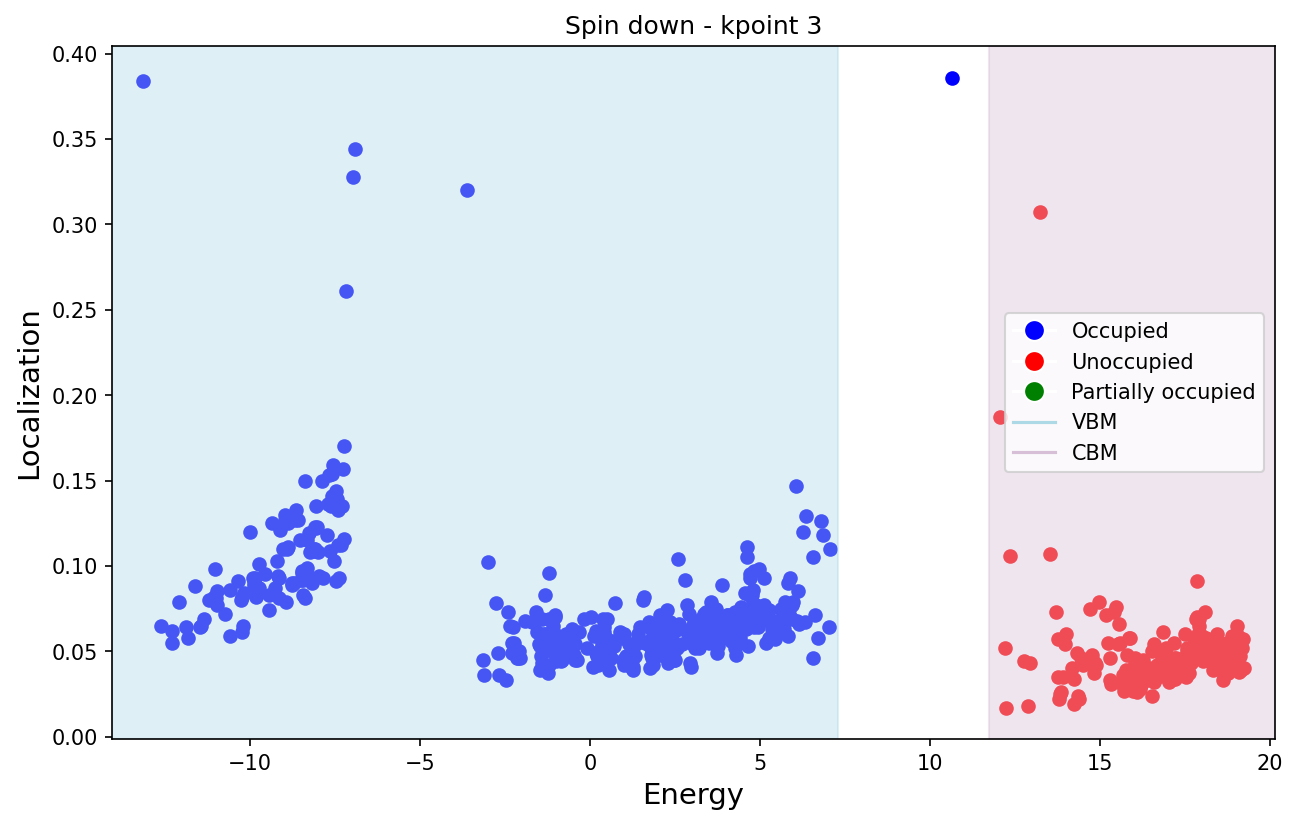 Spin down - kpoint 3
0.40
0.35
0.30
0.25
0.20
0.15
0.10
0.05
0.00
Localization
−10
−5
0
5
10
15
20
Energy
Occupied
Unoccupied
Partially occupied
VBM
CBM